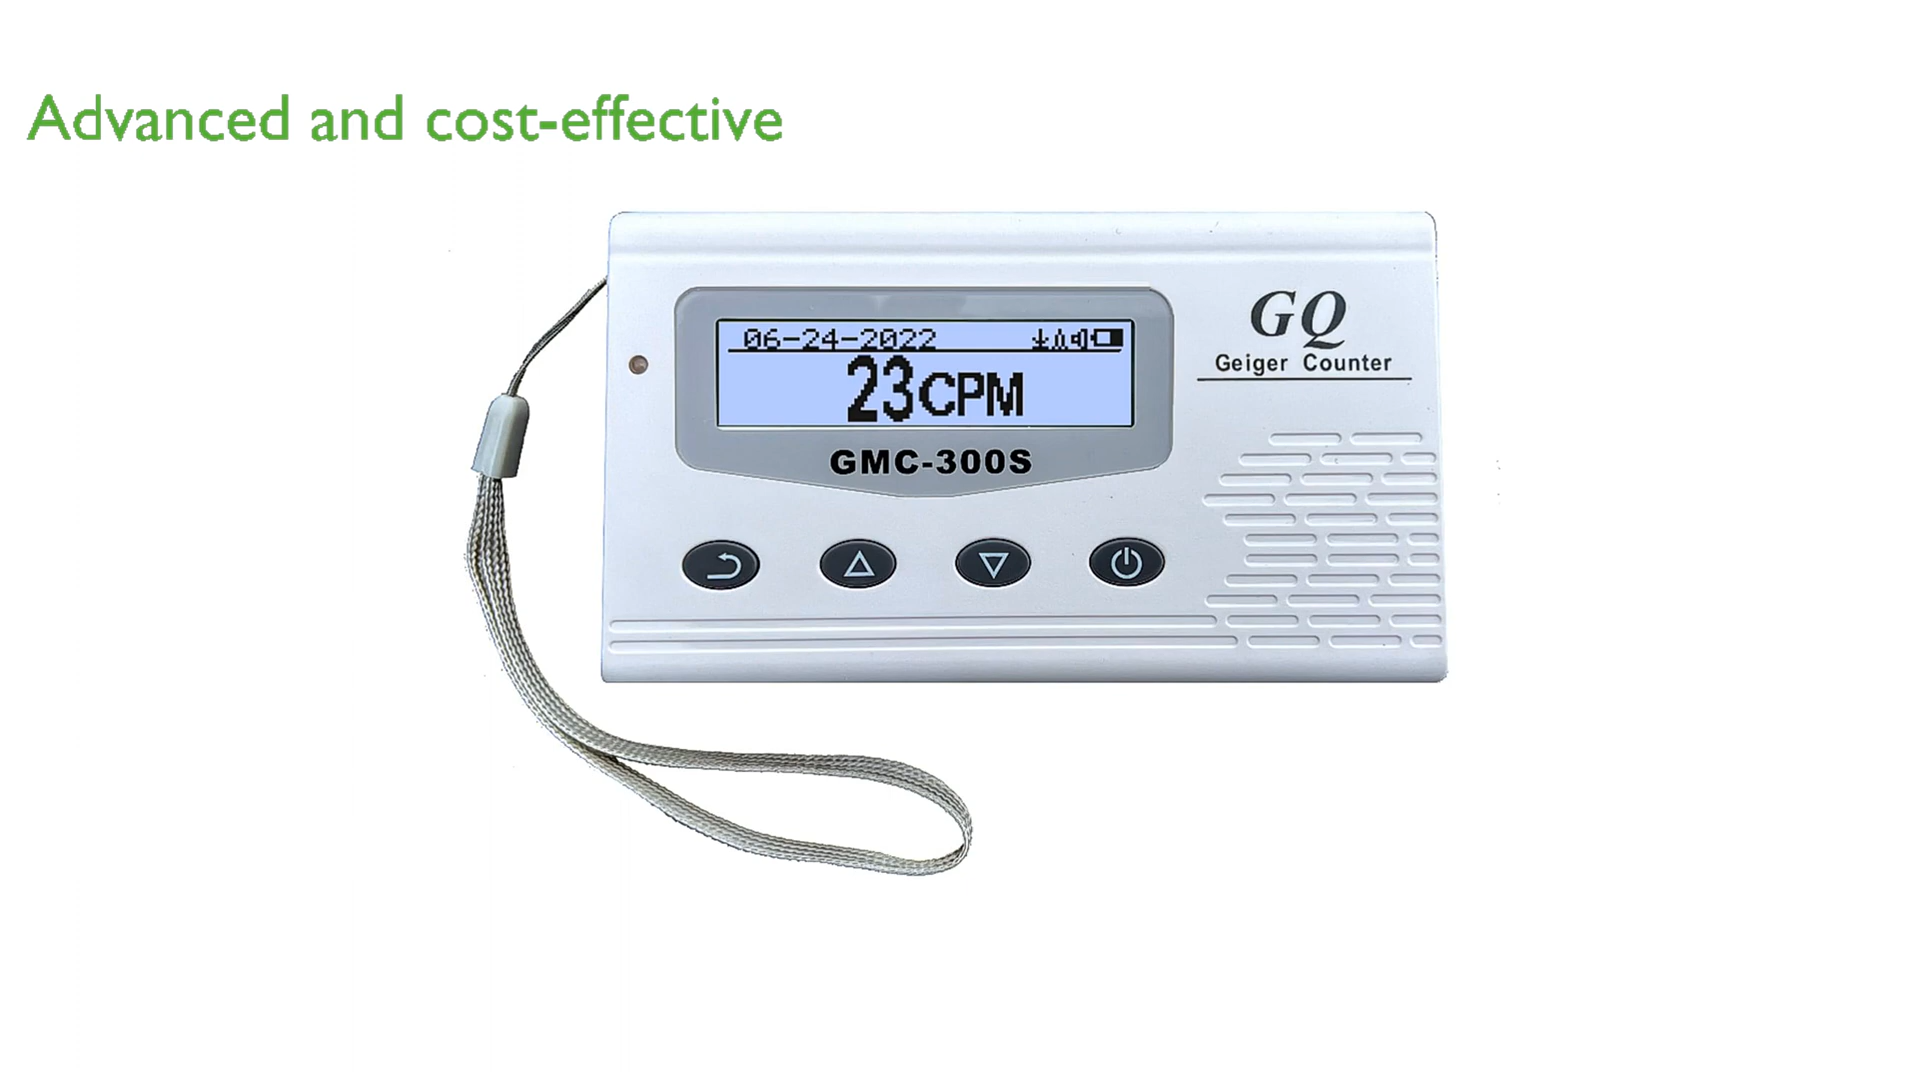 Advanced and cost-effective
06-24-2022
23CPM
GMC-300S
GQ
Geiger Counter